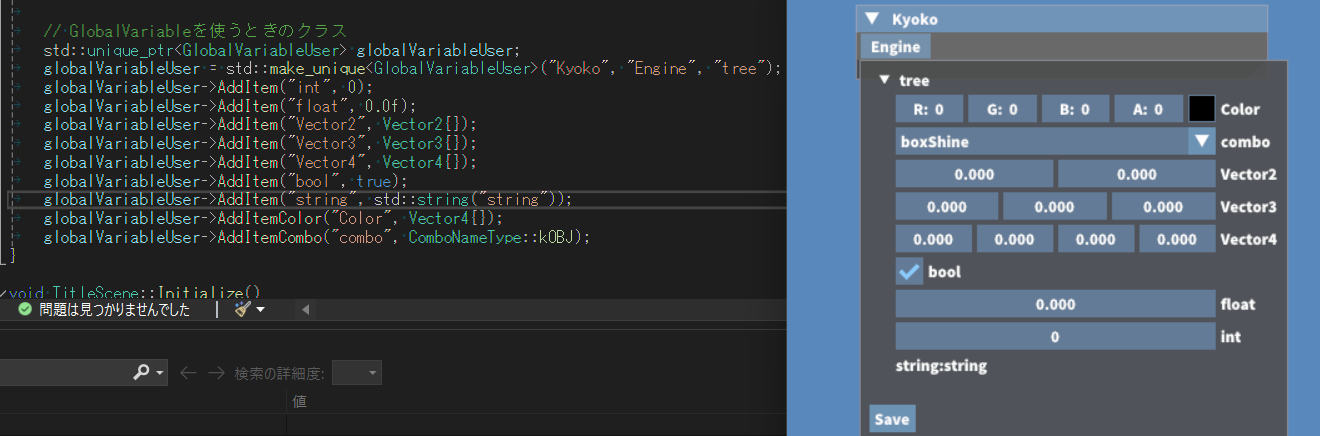 // GlobalVariableを使うときのクラス
std::unique_ptr<GlobalVariableUser> globalVariableUser;
globalVariableUser = std::make_unique<GlobalVariableUser>("Kyoko", "Engine", "tree");
globalVariableUser->AddItem("int", 0);
globalVariableUser->AddItem("float", 0.0f);
globalVariableUser->AddItem("Vector2", Vector2{});
globalVariableUser->AddItem("Vector3", Vector3{});
globalVariableUser->AddItem("Vector4", Vector4{});
globalVariableUser->AddItem("bool", true);
globalVariableUser->AddItem("string", std::string("string"));
globalVariableUser->AddItemColor("Color", Vector4{});
globalVariableUser->AddItemCombo("combo", ComboNameType::kOBJ);
}
void TitleScene::Initialize()
問題は見つかりませんでした
検索の詳細度:
値
Kyoko
Engine
tree
R: 0 G: 0 B: 0 A: 0 Color
boxShine combo
0.000 0.000 Vector2
0.000 0.000 0.000 Vector3
0.000 0.000 0.000 0.000 Vector4
bool
0.000 float
0 int
string:string
Save